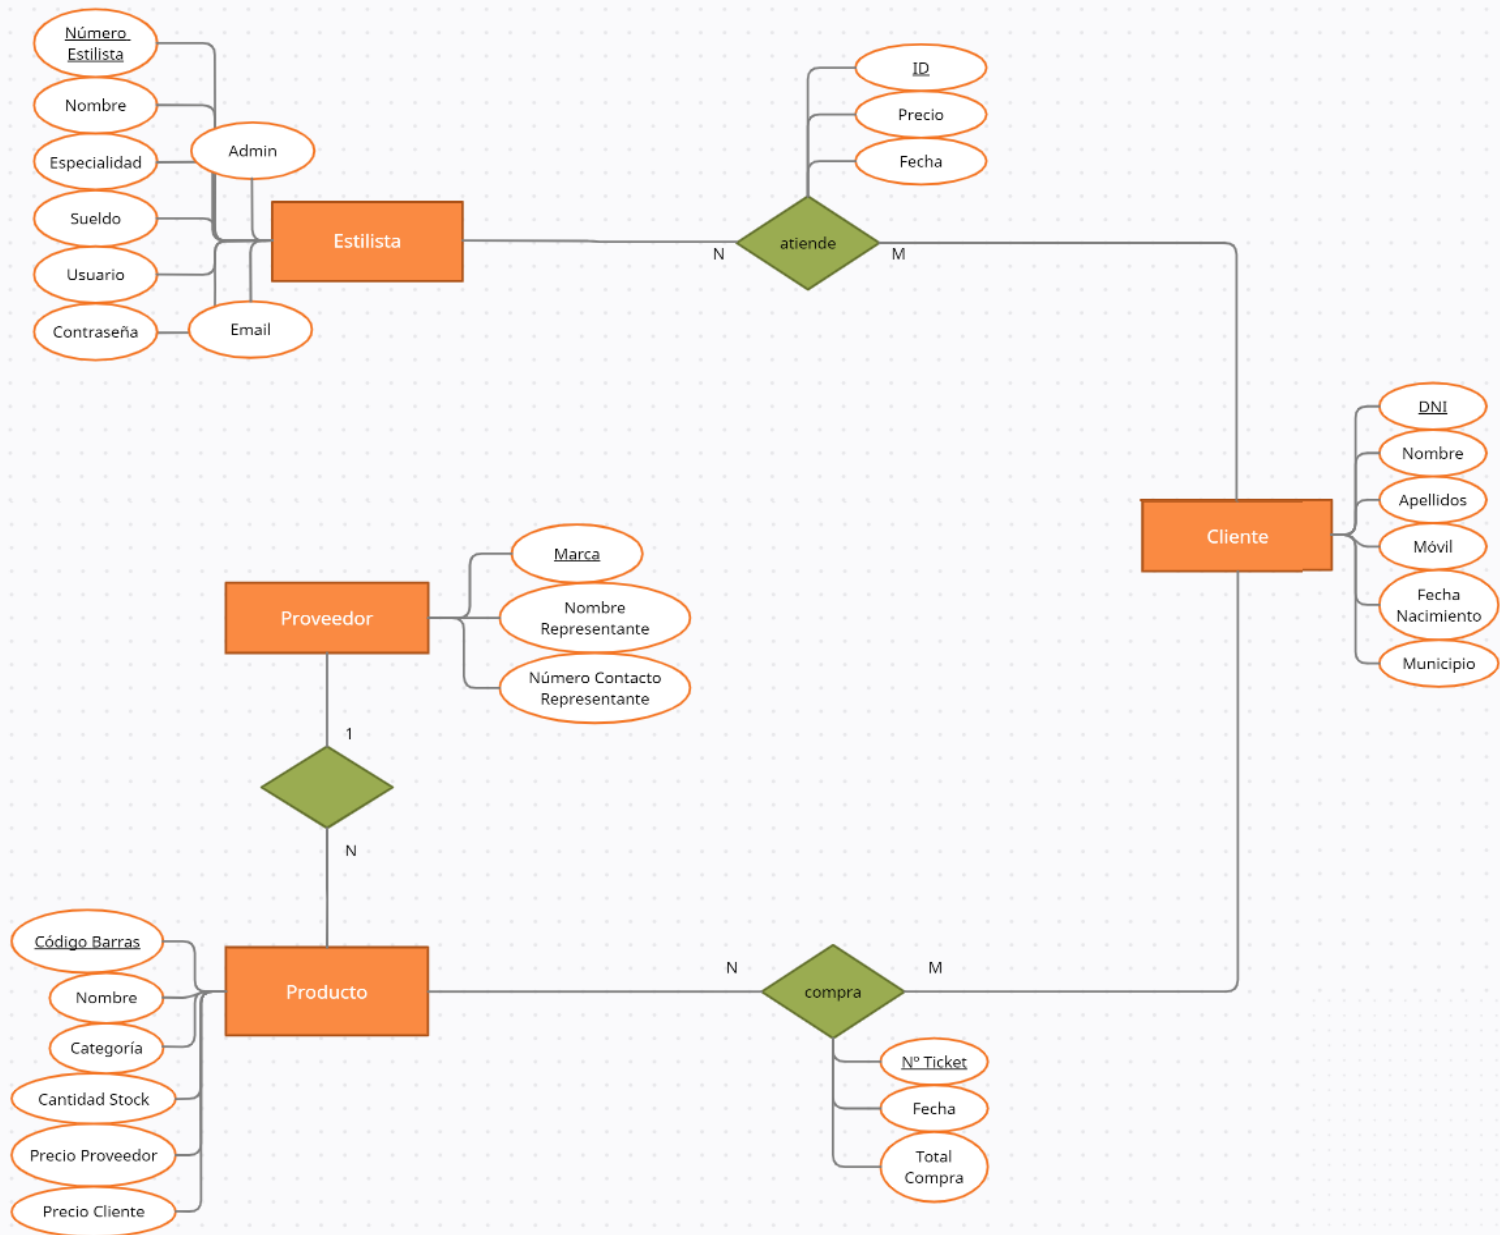 Número
Estilista
Nombre
Especialidad
Sueldo
Usuario
Contraseña
Admin
Email
Estilista
N
atiende
M
ID
Precio
Fecha
Cliente
DNI
Nombre
Apellidos
Móvil
Fecha
Nacimiento
Municipio
Proveedor
Marca
Nombre
Representante
Número Contacto
Representante
1
N
Código Barras
Nombre
Categoría
Cantidad Stock
Precio Proveedor
Precio Cliente
Producto
N
compra
M
Nº Ticket
Fecha
Total
Compra